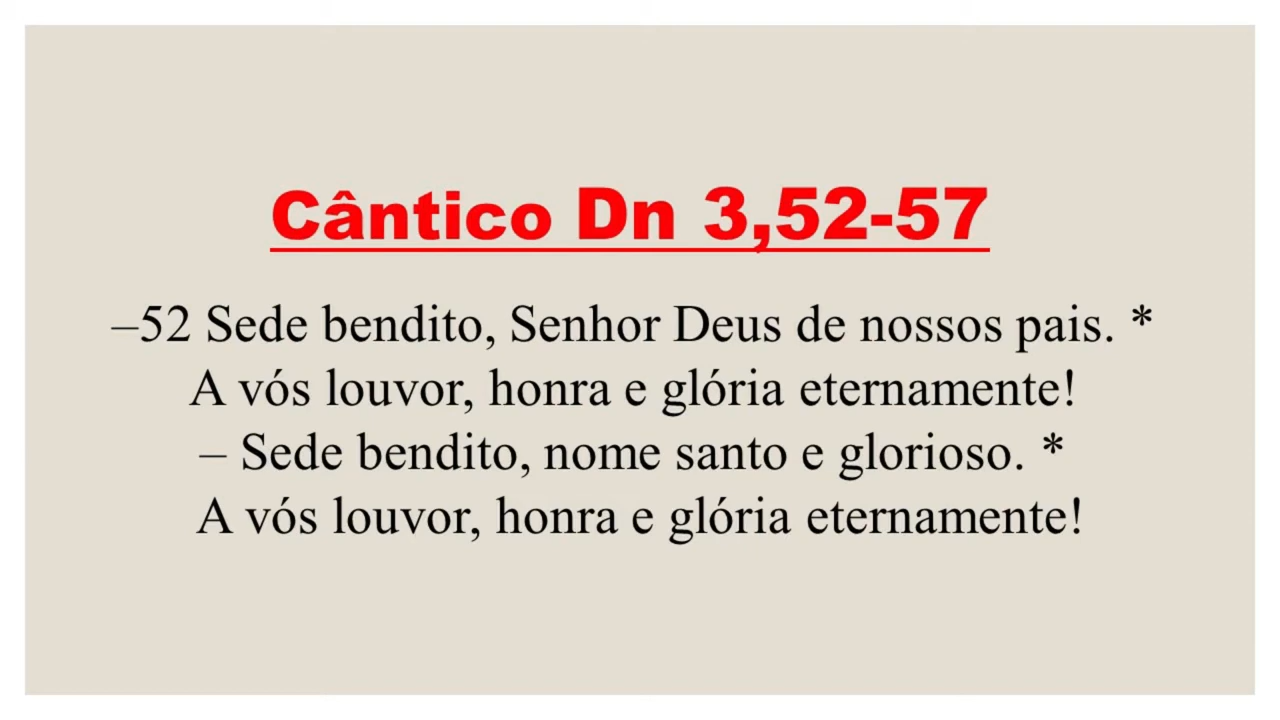 Cântico Dn 3,52-57
–52 Sede bendito, Senhor Deus de nossos pais. *
A vós louvor, honra e glória eternamente!
– Sede bendito, nome santo e glorioso. *
A vós louvor, honra e glória eternamente!